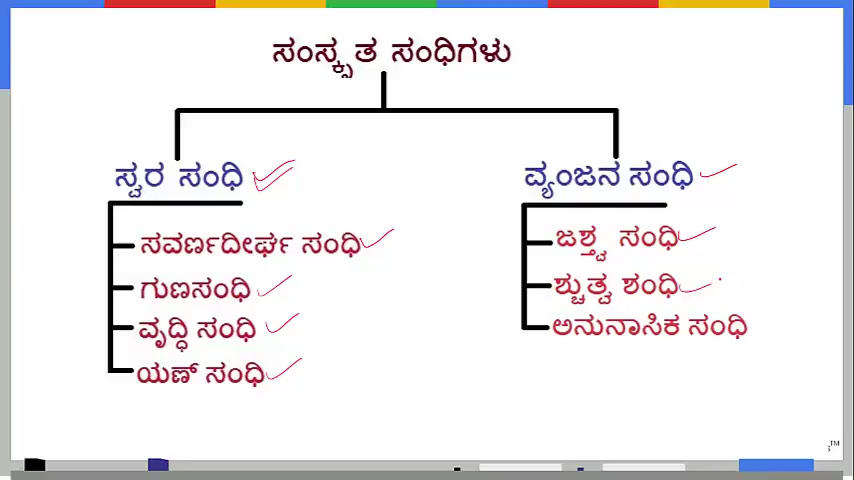 ಸಂಸ್ಕೃತ ಸಂಧಿಗಳು
ಸ್ವರ ಸಂಧಿ
ಸವರ್ಣದೀರ್ಘ ಸಂಧಿ
ಗುಣಸಂಧಿ
ವೃದ್ಧಿ ಸಂಧಿ
ಯಣ್ ಸಂಧಿ
ವ್ಯಂಜನ ಸಂಧಿ
ಜಶ್ತ್ವ ಸಂಧಿ
ಶ್ಚುತ್ವ ಶಂಧಿ
ಅನುನಾಸಿಕ ಸಂಧಿ